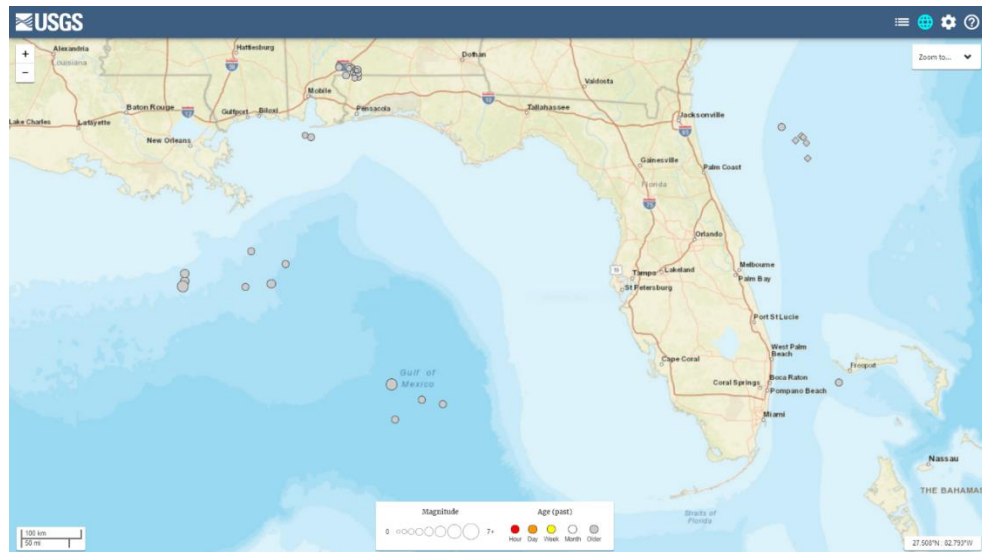 USGS
+
−
Zoom to...
Alexandria
Louisiana
Hattiesburg
Dothan
Valdosta
Mobile
Baton Rouge
Gulfport
Biloxi
Pensacola
Tallahassee
Jacksonville
Lake Charles
Lafayette
New Orleans
Gainesville
Palm Coast
Florida
Orlando
Tampa
Lakeland
Melbourne
Palm Bay
St Petersburg
Port St Lucie
West Palm
Beach
Cape Coral
Freeport
Gulf of
Mexico
Coral Springs
Boca Raton
Pompano Beach
Miami
Nassau
THE BAHAMAS
Straits of
Florida
Magnitude
0
7+
Age (past)
Hour
Day
Week
Month
Older
100 km
50 mi
27.508°N : 82.793°W